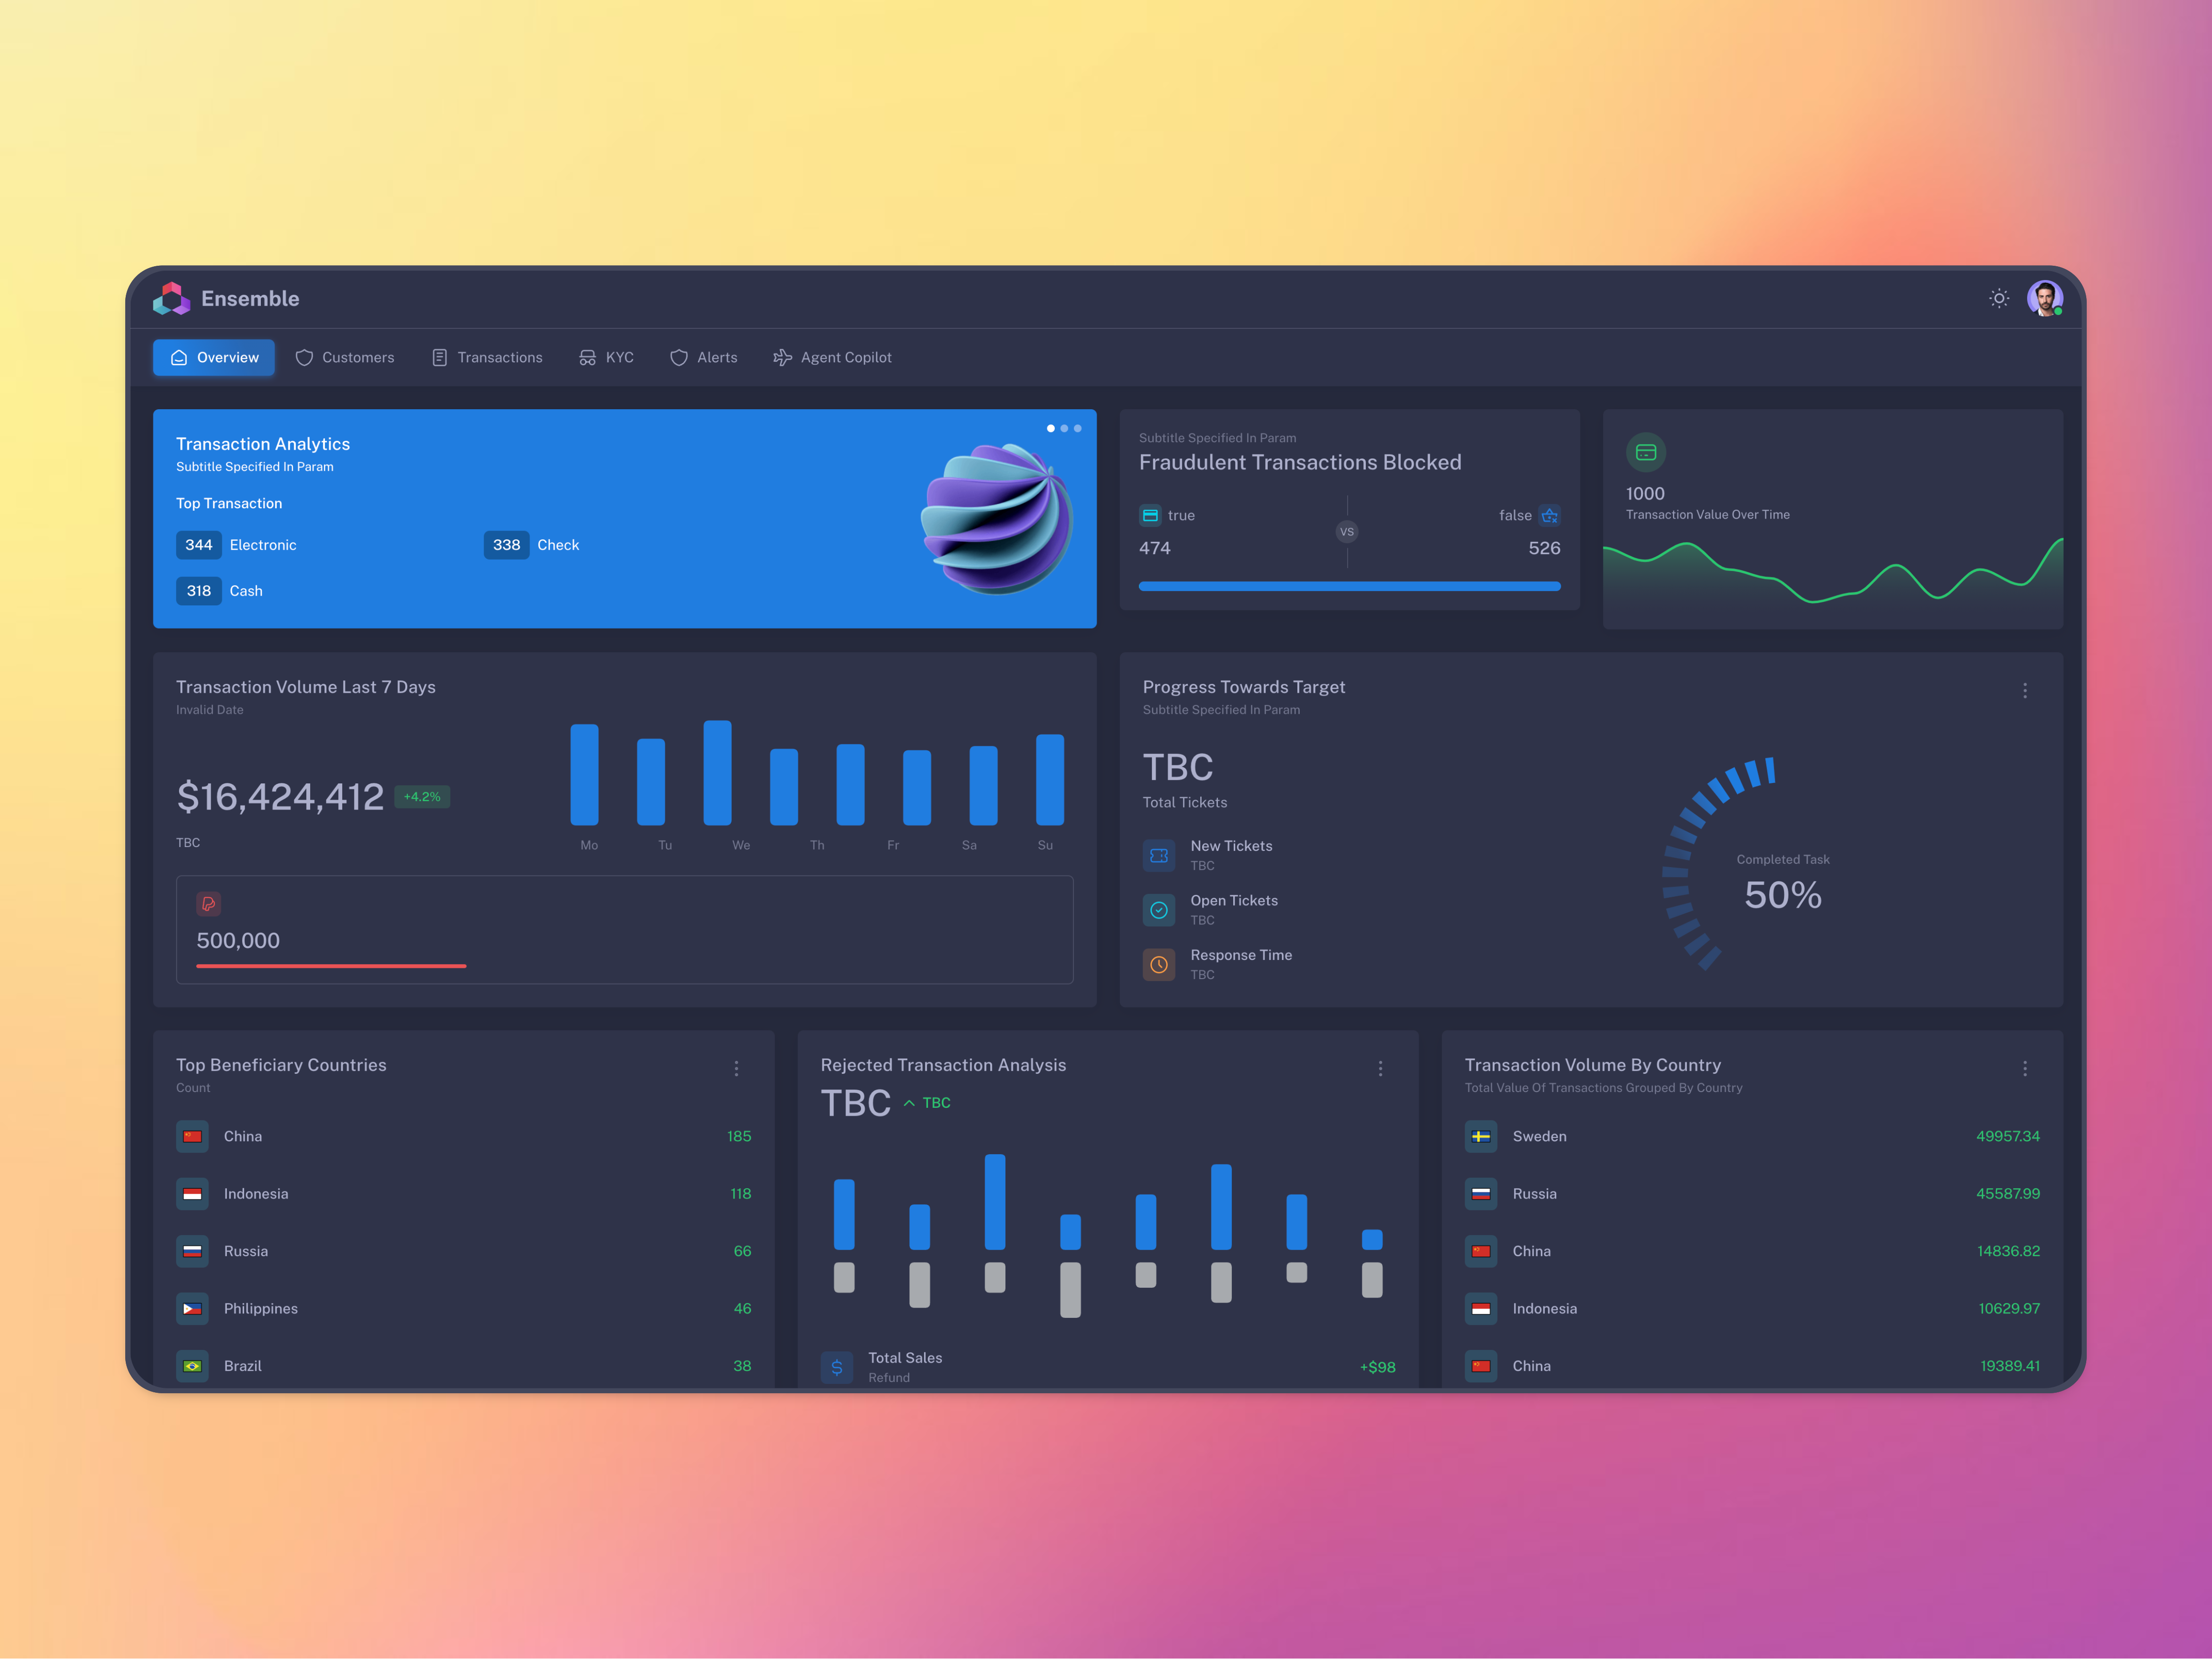 Ensemble
Overview
Customers
Transactions
KYC
Alerts
Agent Copilot
Transaction Analytics
Subtitle Specified In Param
Top Transaction
344 Electronic
338 Check
318 Cash
Subtitle Specified In Param
Fraudulent Transactions Blocked
true
VS
false
474
526
1000
Transaction Value Over Time
Transaction Volume Last 7 Days
Invalid Date
$16,424,412 +4.2%
TBC
Mo Tu We Th Fr Sa Su
500,000
Progress Towards Target
Subtitle Specified In Param
TBC
Total Tickets
New Tickets
TBC
Open Tickets
TBC
Response Time
TBC
Completed Task
50%
Top Beneficiary Countries
Count
China 185
Indonesia 118
Russia 66
Philippines 46
Brazil 38
Rejected Transaction Analysis
TBC TBC
Total Sales
Refund
+$98
Transaction Volume By Country
Total Value Of Transactions Grouped By Country
Sweden 49957.34
Russia 45587.99
China 14836.82
Indonesia 10629.97
China 19389.41